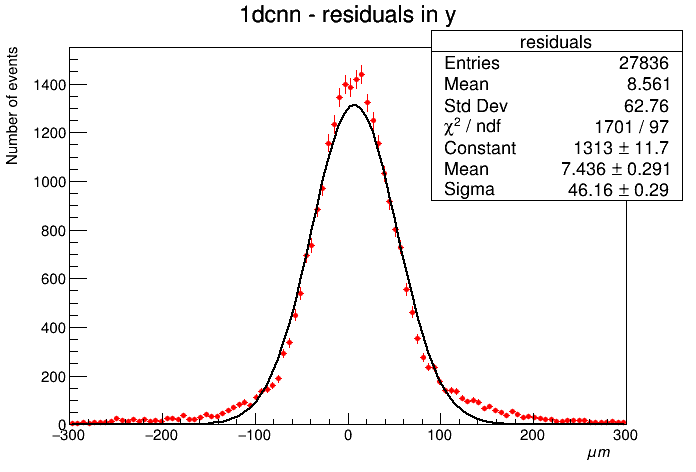 1dcnn - residuals in y
residuals
Entries 27836
Mean 8.561
Std Dev 62.76
χ² / ndf 1701 / 97
Constant 1313 ± 11.7
Mean 7.436 ± 0.291
Sigma 46.16 ± 0.29
Number of events
1400
1200
1000
800
600
400
200
0
−300 −200 −100 0 100 200 300
μm